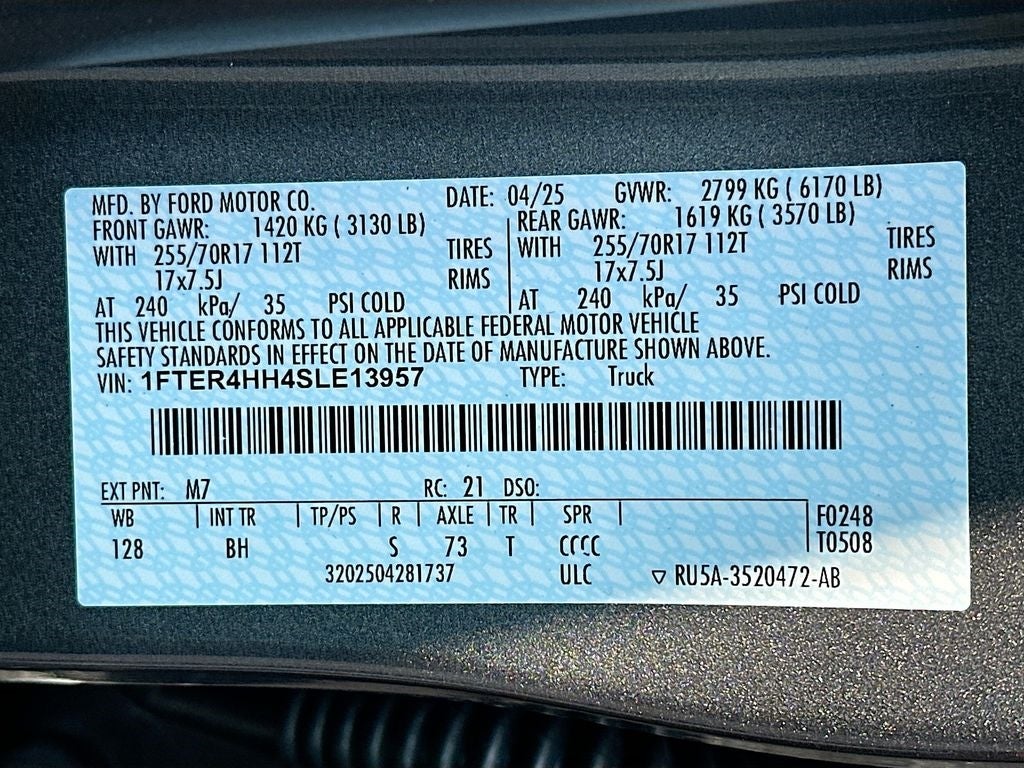 MFD. BY FORD MOTOR CO. DATE: 04/25 GVWR: 2799 KG ( 6170 LB)
FRONT GAWR: 1420 KG ( 3130 LB) REAR GAWR: 1619 KG ( 3570 LB)
WITH 255/70R17 112T TIRES WITH 255/70R17 112T TIRES
17x7.5J RIMS 17x7.5J RIMS
AT 240 kPa/ 35 PSI COLD AT 240 kPa/ 35 PSI COLD
THIS VEHICLE CONFORMS TO ALL APPLICABLE FEDERAL MOTOR VEHICLE
SAFETY STANDARDS IN EFFECT ON THE DATE OF MANUFACTURE SHOWN ABOVE.
VIN: 1FTER4HH4SLE13957 TYPE: Truck
EXT PNT: M7 RC: 21 DSO:
WB INT TR TP/PS R AXLE TR SPR F0248
128 BH S 73 T CCCC T0508
3202504281737 ULC ▽ RU5A-3520472-AB